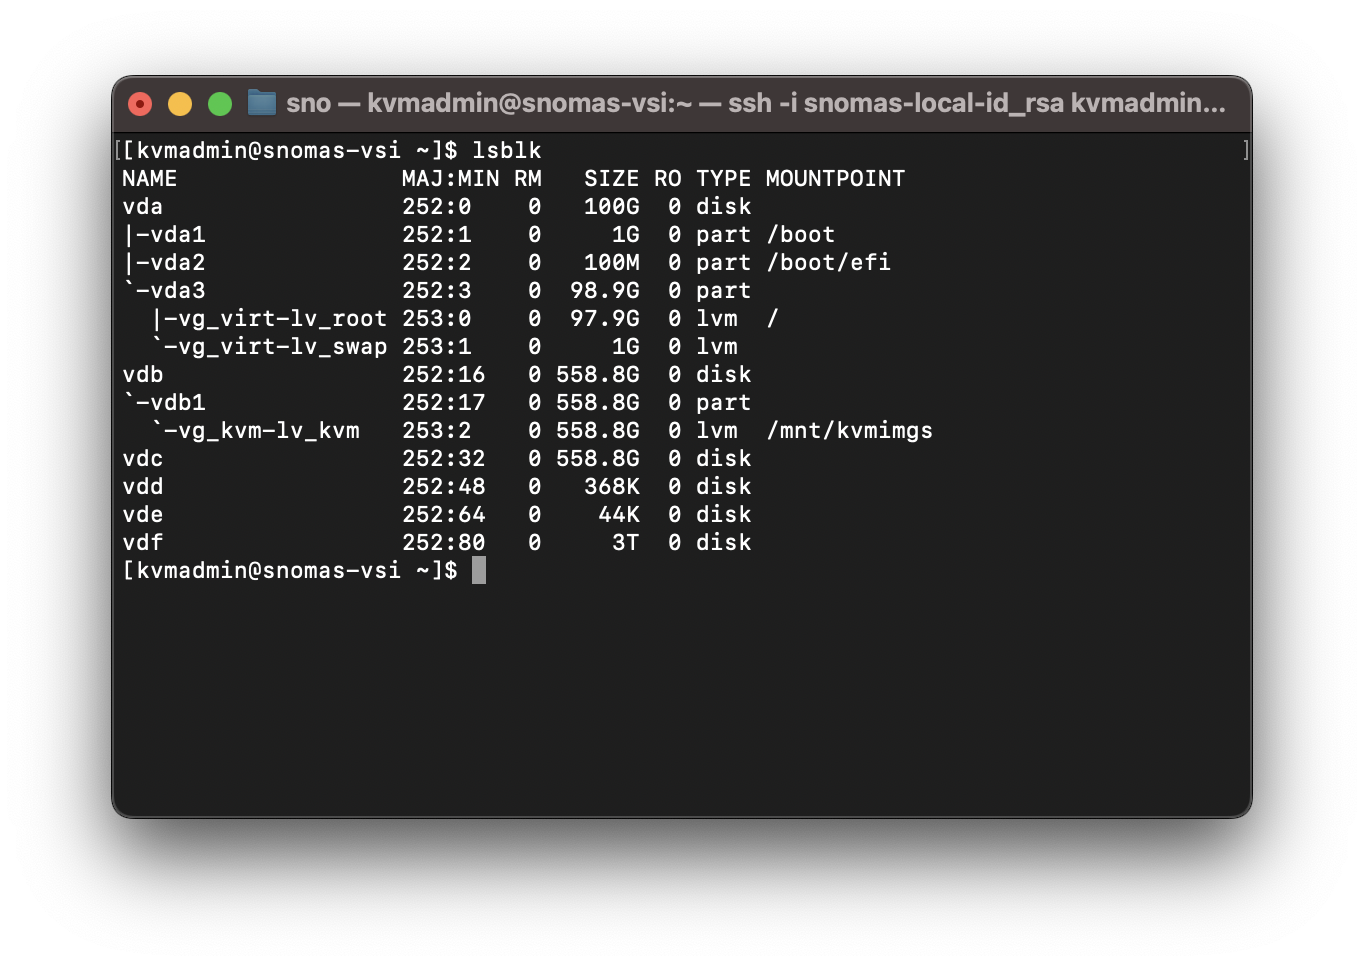 sno — kvmadmin@snomas-vsi:~ — ssh -i snomas-local-id_rsa kvmadmin...
[[kvmadmin@snomas-vsi ~]$ lsblk ]
NAME                MAJ:MIN RM   SIZE RO TYPE MOUNTPOINT
vda                 252:0    0   100G  0 disk
|-vda1              252:1    0     1G  0 part /boot
|-vda2              252:2    0   100M  0 part /boot/efi
`-vda3              252:3    0  98.9G  0 part
  |-vg_virt-lv_root 253:0    0  97.9G  0 lvm  /
  `-vg_virt-lv_swap 253:1    0     1G  0 lvm
vdb                 252:16   0 558.8G  0 disk
`-vdb1              252:17   0 558.8G  0 part
  `-vg_kvm-lv_kvm   253:2    0 558.8G  0 lvm  /mnt/kvmimgs
vdc                 252:32   0 558.8G  0 disk
vdd                 252:48   0   368K  0 disk
vde                 252:64   0    44K  0 disk
vdf                 252:80   0     3T  0 disk
[kvmadmin@snomas-vsi ~]$